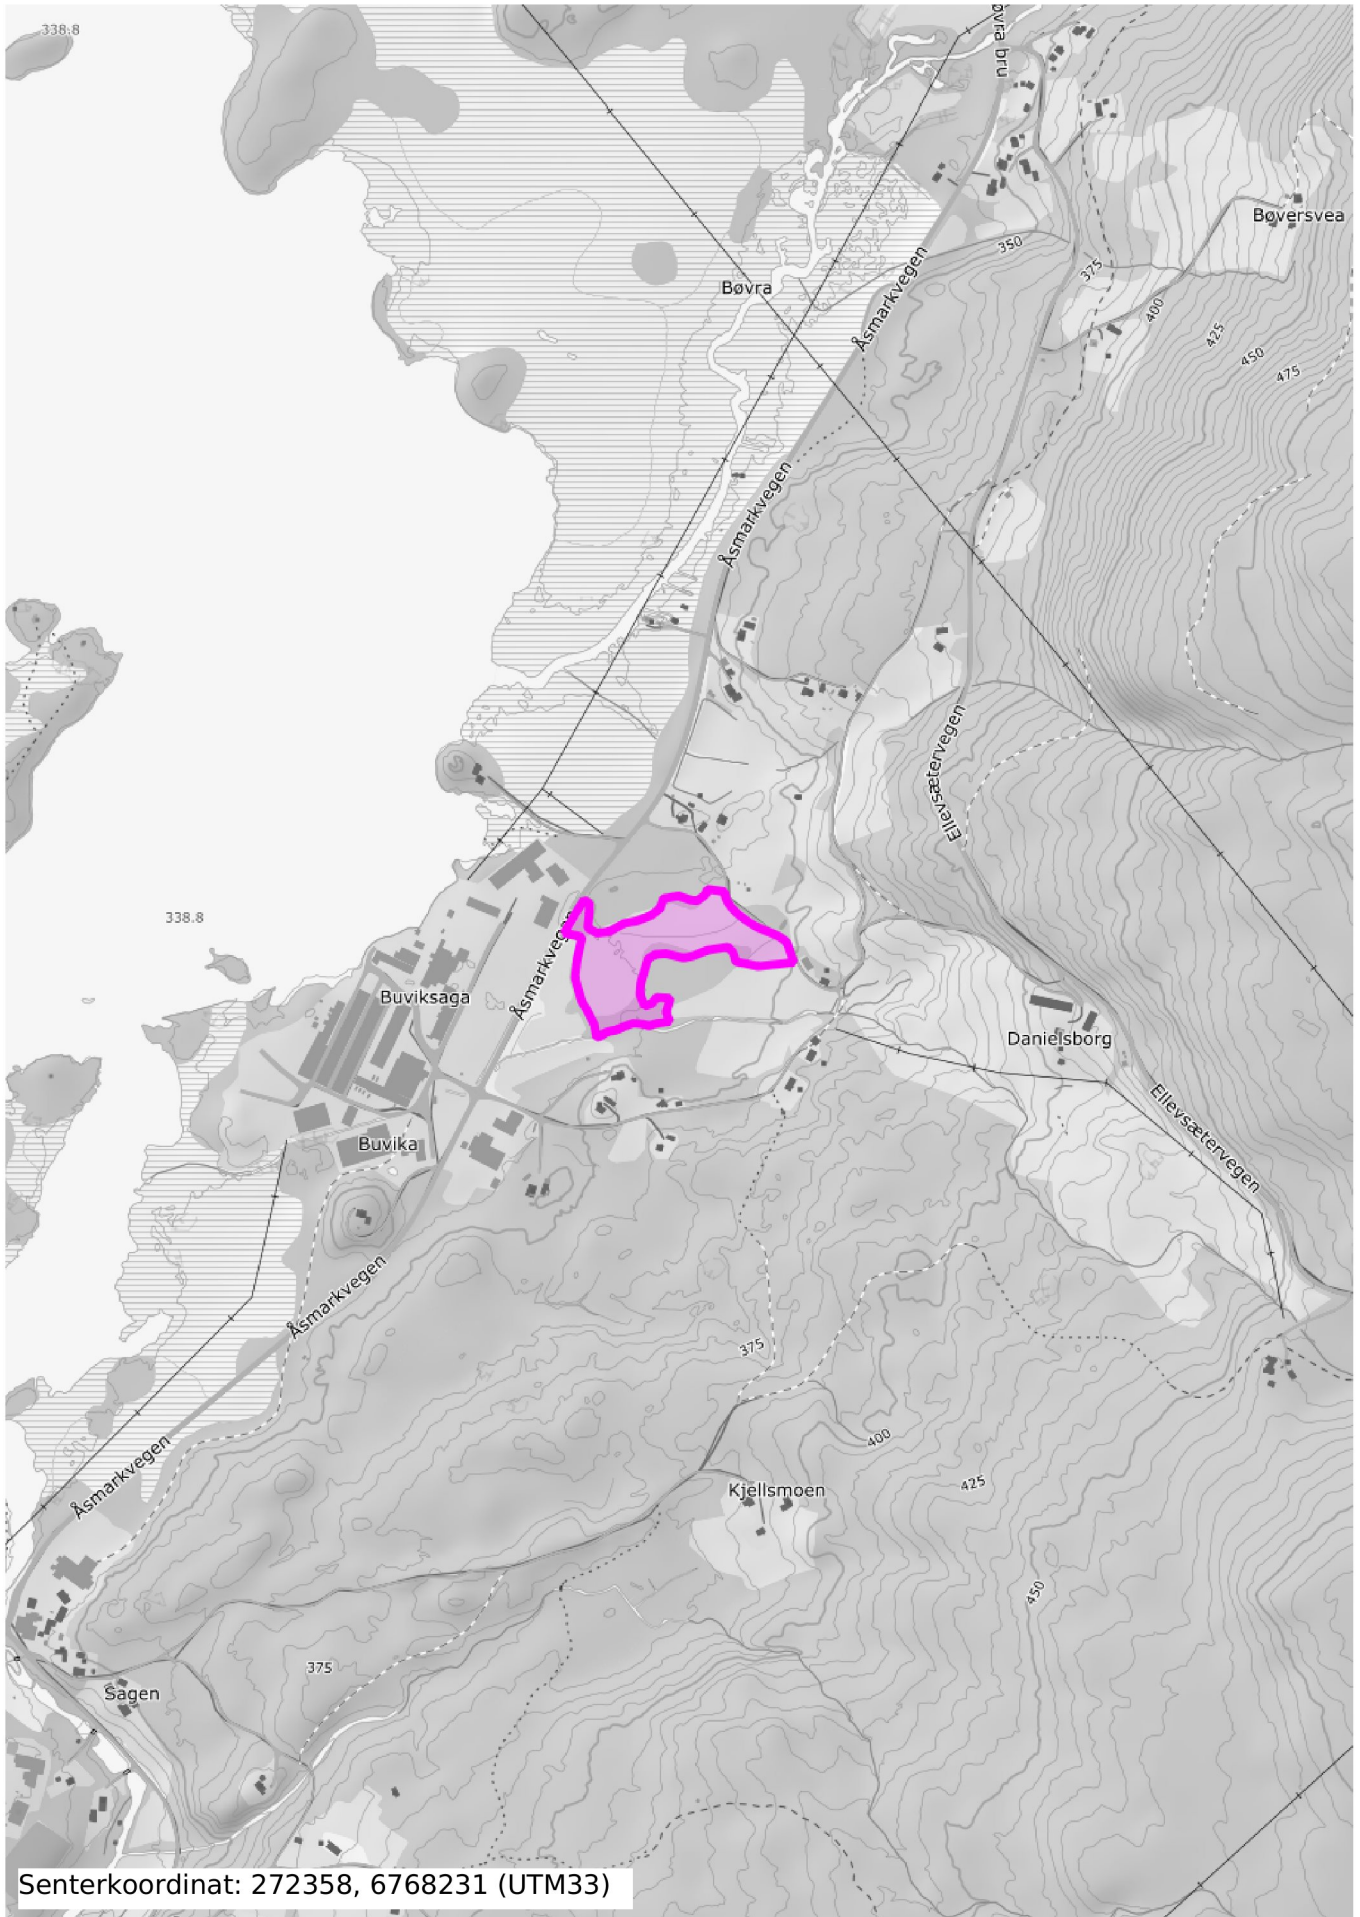 338.8
øvra bru
Bøversvea
350
375
Bøvra
Åsmarkvegen
400
425
450
475
Åsmarkvegen
Ellevsætervegen
338.8
Åsmarkvegen
Buviksaga
Danielsborg
Ellevsætervegen
Buvika
Åsmarkvegen
375
400
Åsmarkvegen
425
Kjellsmoen
450
375
Sagen
Senterkoordinat: 272358, 6768231 (UTM33)